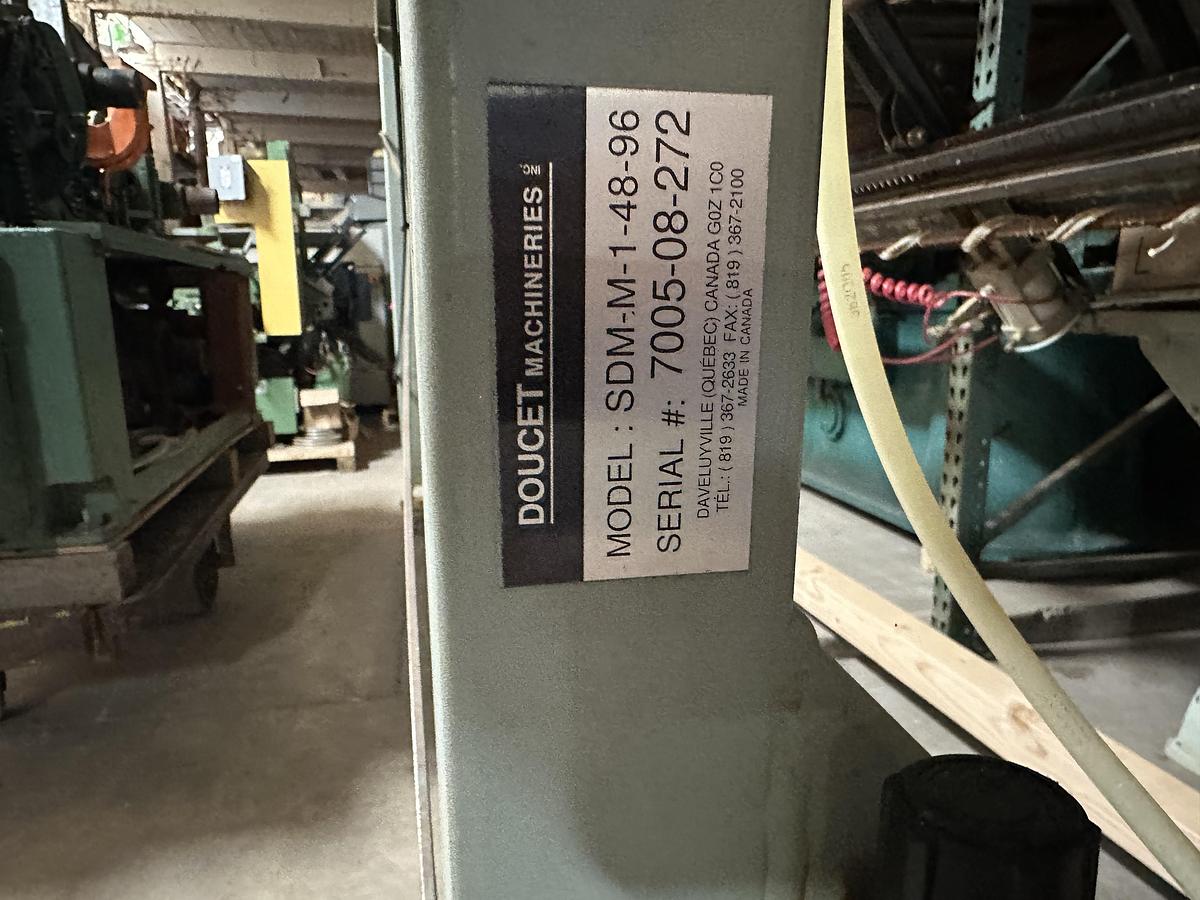 DOUCET MACHINERIES INC.
MODEL : SDM-M-1-48-96
SERIAL #: 7005-08-272
DAVELUYVILLE (QUÉBEC) CANADA G0Z 1C0
TÉL.: ( 819 ) 367-2633 FAX: ( 819 ) 367-2100
MADE IN CANADA